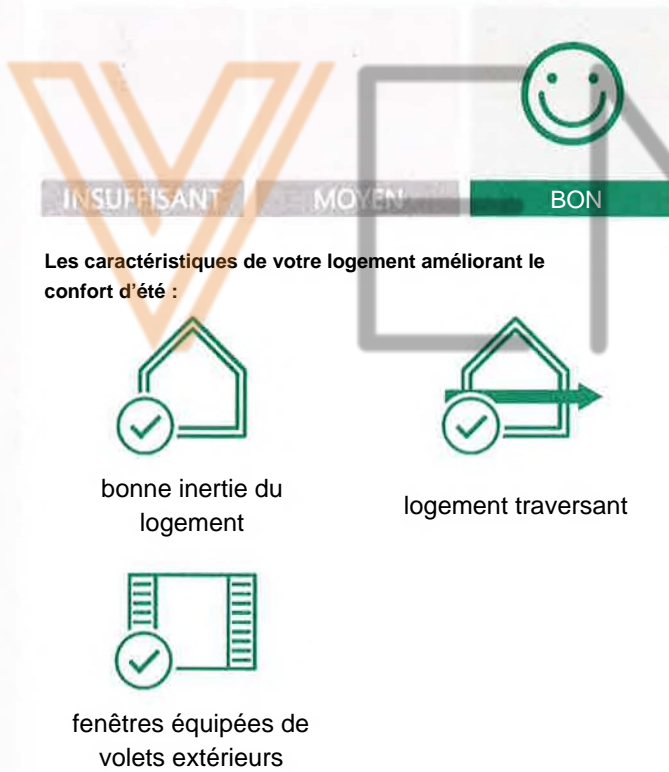 INSUFFISANT MOYEN BON
Les caractéristiques de votre logement améliorant le
confort d’été :
bonne inertie du
logement
logement traversant
fenêtres équipées de
volets extérieurs